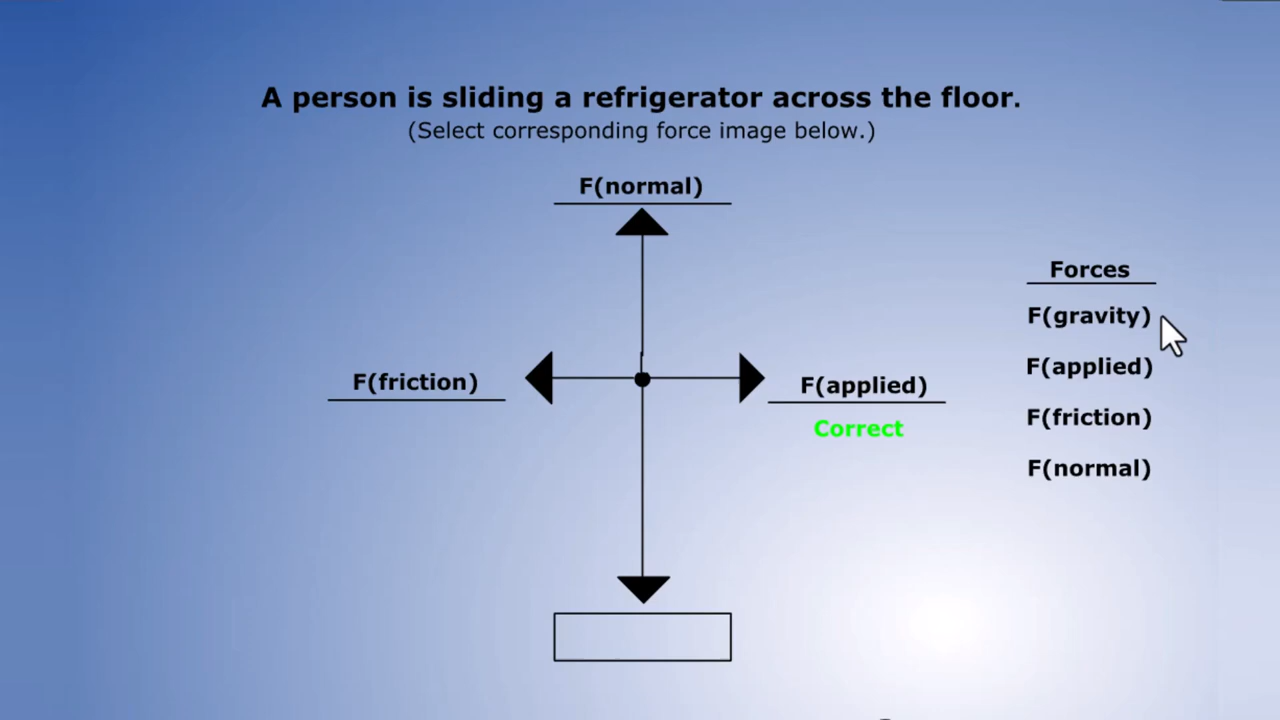 A person is sliding a refrigerator across the floor.
(Select corresponding force image below.)
F(normal)
F(friction)
F(applied)
Correct
Forces
F(gravity)
F(applied)
F(friction)
F(normal)